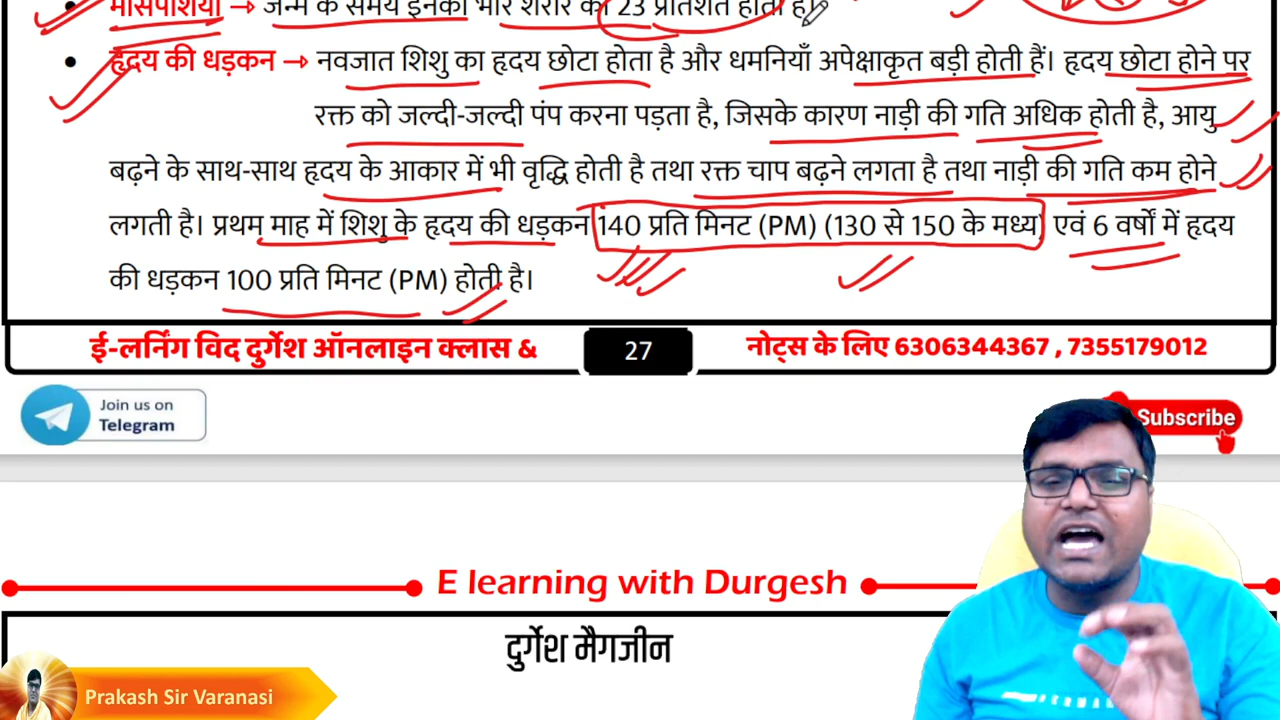 मांसपेशियाँ → जन्म के समय इनका भार शरीर का 23 प्रतिशत होता है।
• हृदय की धड़कन → नवजात शिशु का हृदय छोटा होता है और धमनियाँ अपेक्षाकृत बड़ी होती हैं। हृदय छोटा होने पर
रक्त को जल्दी-जल्दी पंप करना पड़ता है, जिसके कारण नाड़ी की गति अधिक होती है, आयु
बढ़ने के साथ-साथ हृदय के आकार में भी वृद्धि होती है तथा रक्त चाप बढ़ने लगता है तथा नाड़ी की गति कम होने
लगती है। प्रथम माह में शिशु के हृदय की धड़कन 140 प्रति मिनट (PM) (130 से 150 के मध्य) एवं 6 वर्षों में हृदय
की धड़कन 100 प्रति मिनट (PM) होती है।
ई-लर्निंग विद दुर्गेश ऑनलाइन क्लास &
27
नोट्स के लिए 6306344367 , 7355179012
Join us on
Telegram
Subscribe
E learning with Durgesh
दुर्गेश मैगजीन
Prakash Sir Varanasi